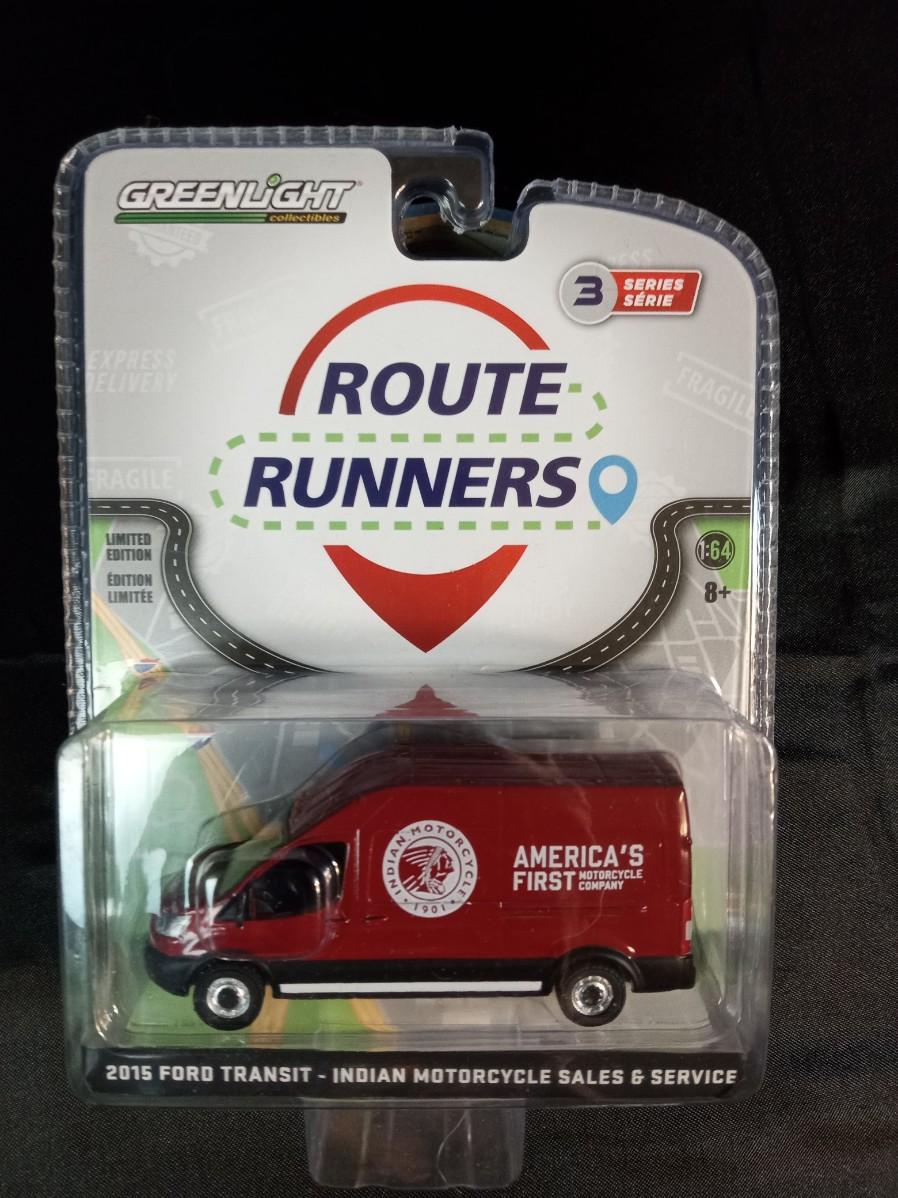 GREENLIGHT
collectibles
3 SERIES
SÉRIE
EXPRESS
DELIVERY
FRAGILE
ROUTE
RUNNERS
FRAGILE
LIMITED
EDITION
ÉDITION
LIMITÉE
1:64
8+
INDIAN MOTORCYCLE
1901
AMERICA'S
FIRST MOTORCYCLE
COMPANY
2015 FORD TRANSIT - INDIAN MOTORCYCLE SALES & SERVICE